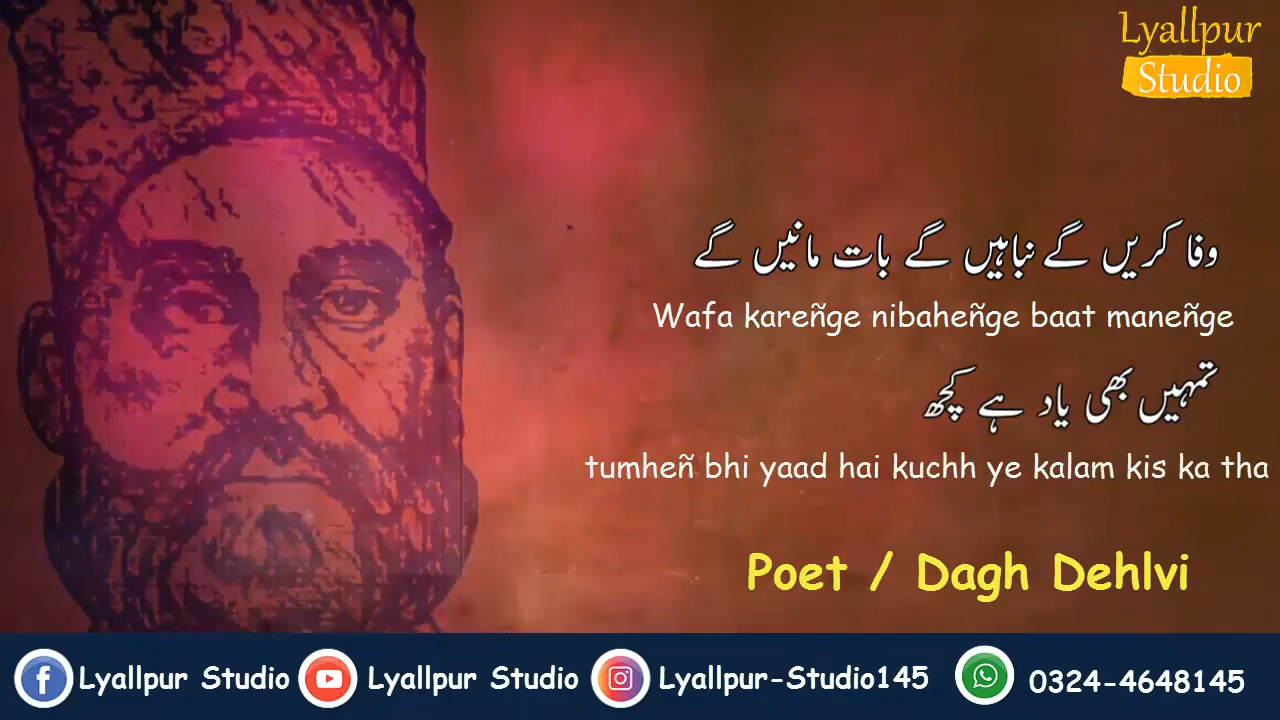 Lyallpur
Studio
وفا کریں گے نباہیں گے بات مانیں گے
Wafa kareñge nibaheñge baat maneñge
تمہیں بھی یاد ہے کچھ
tumheñ bhi yaad hai kuchh ye kalam kis ka tha
Poet / Dagh Dehlvi
Lyallpur Studio Lyallpur Studio Lyallpur-Studio145 0324-4648145